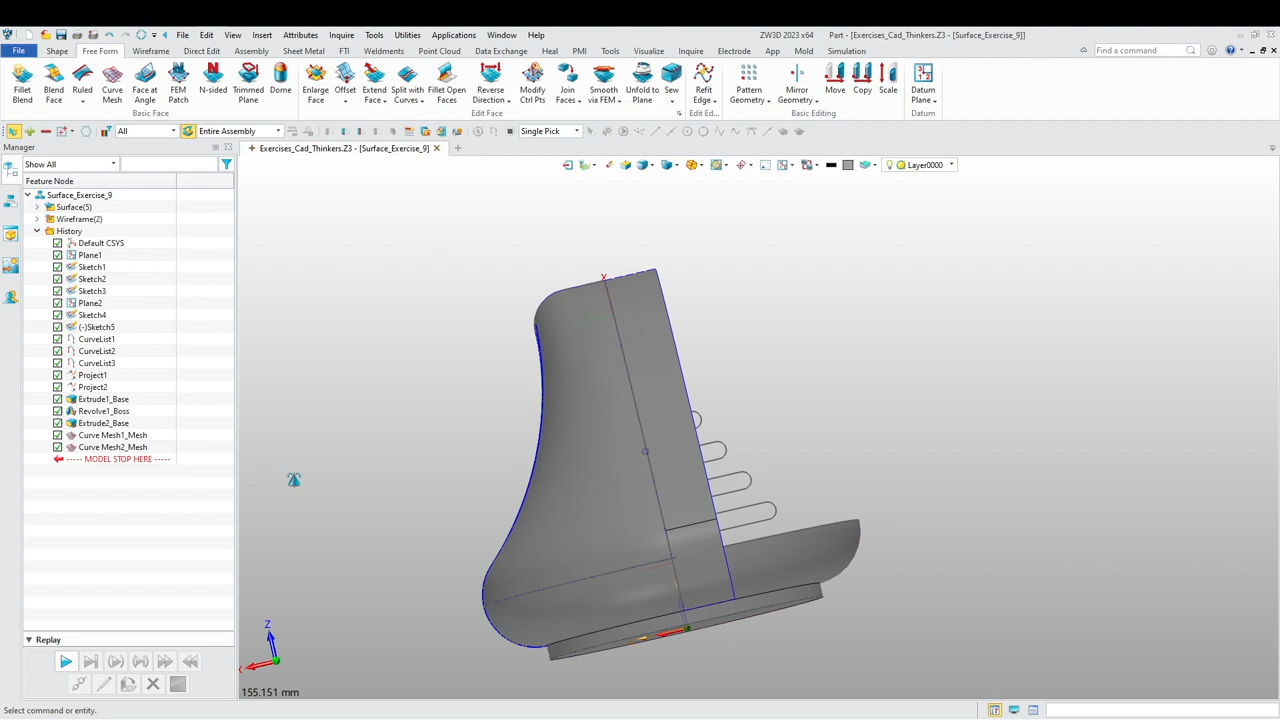 File Edit View Insert Attributes Inquire Tools Utilities Applications Window Help ZW3D 2023 x64 Part - [Exercises_Cad_Thinkers.Z3 - [Surface_Exercise_9]]
File Shape Free Form Wireframe Direct Edit Assembly Sheet Metal FTI Weldments Point Cloud Data Exchange Heal PMI Tools Visualize Inquire Electrode App Mold Simulation Find a command
Fillet Blend Face Ruled Curve Face at FEM N-sided Trimmed Dome Enlarge Offset Extend Split with Fillet Open Reverse Modify Join Smooth Unfold to Sew Refit Pattern Mirror Move Copy Scale Datum
Blend Face Mesh Angle Patch Plane Face Face Curves Faces Direction Ctrl Pts Faces via FEM Plane Edge Geometry Geometry Plane
Basic Face Edit Face Edit Ed... Basic Editing Datum
All Entire Assembly Single Pick
Manager
Exercises_Cad_Thinkers.Z3 - [Surface_Exercise_9]
Show All
Layer0000
Feature Node
Surface_Exercise_9
Surface(5)
Wireframe(2)
History
Default CSYS
Plane1
Sketch1
Sketch2
Sketch3
Plane2
Sketch4
(-)Sketch5
CurveList1
CurveList2
CurveList3
Project1
Project2
Extrude1_Base
Revolve1_Boss
Extrude2_Base
Curve Mesh1_Mesh
Curve Mesh2_Mesh
----- MODEL STOP HERE -----
X
Z
Replay
155.151 mm
Select command or entity.